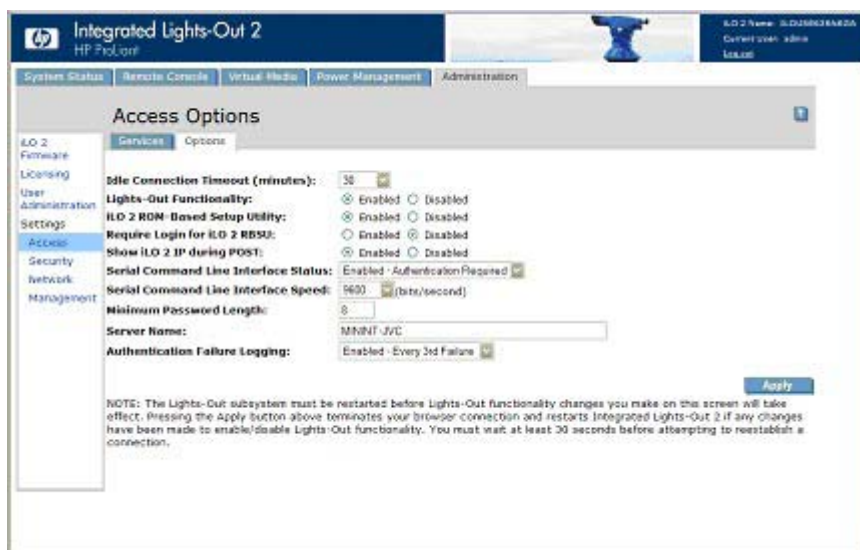 Integrated Lights-Out 2
HP ProLiant
Current User: admin
Log out
System Status
Remote Console
Virtual Media
Power Management
Administration
Access Options
Services
Options
iLO 2 Firmware
Licensing
User Administration
Settings
Access
Security
Network
Management
Idle Connection Timeout (minutes): 30
Lights-Out Functionality: Enabled Disabled
iLO 2 ROM-Based Setup Utility: Enabled Disabled
Require Login for iLO 2 RBSU: Enabled Disabled
Show iLO 2 IP during POST: Enabled Disabled
Serial Command Line Interface Status: Enabled - Authentication Required
Serial Command Line Interface Speed: 9600 (bits/second)
Minimum Password Length: 8
Server Name: MININT-JVC
Authentication Failure Logging: Enabled - Every 3rd Failure
Apply
NOTE: The Lights-Out subsystem must be restarted before Lights-Out functionality changes you make on this screen will take
effect. Pressing the Apply button above terminates your browser connection and restarts Integrated Lights-Out 2 if any changes
have been made to enable/disable Lights-Out functionality. You must wait at least 30 seconds before attempting to reestablish a
connection.